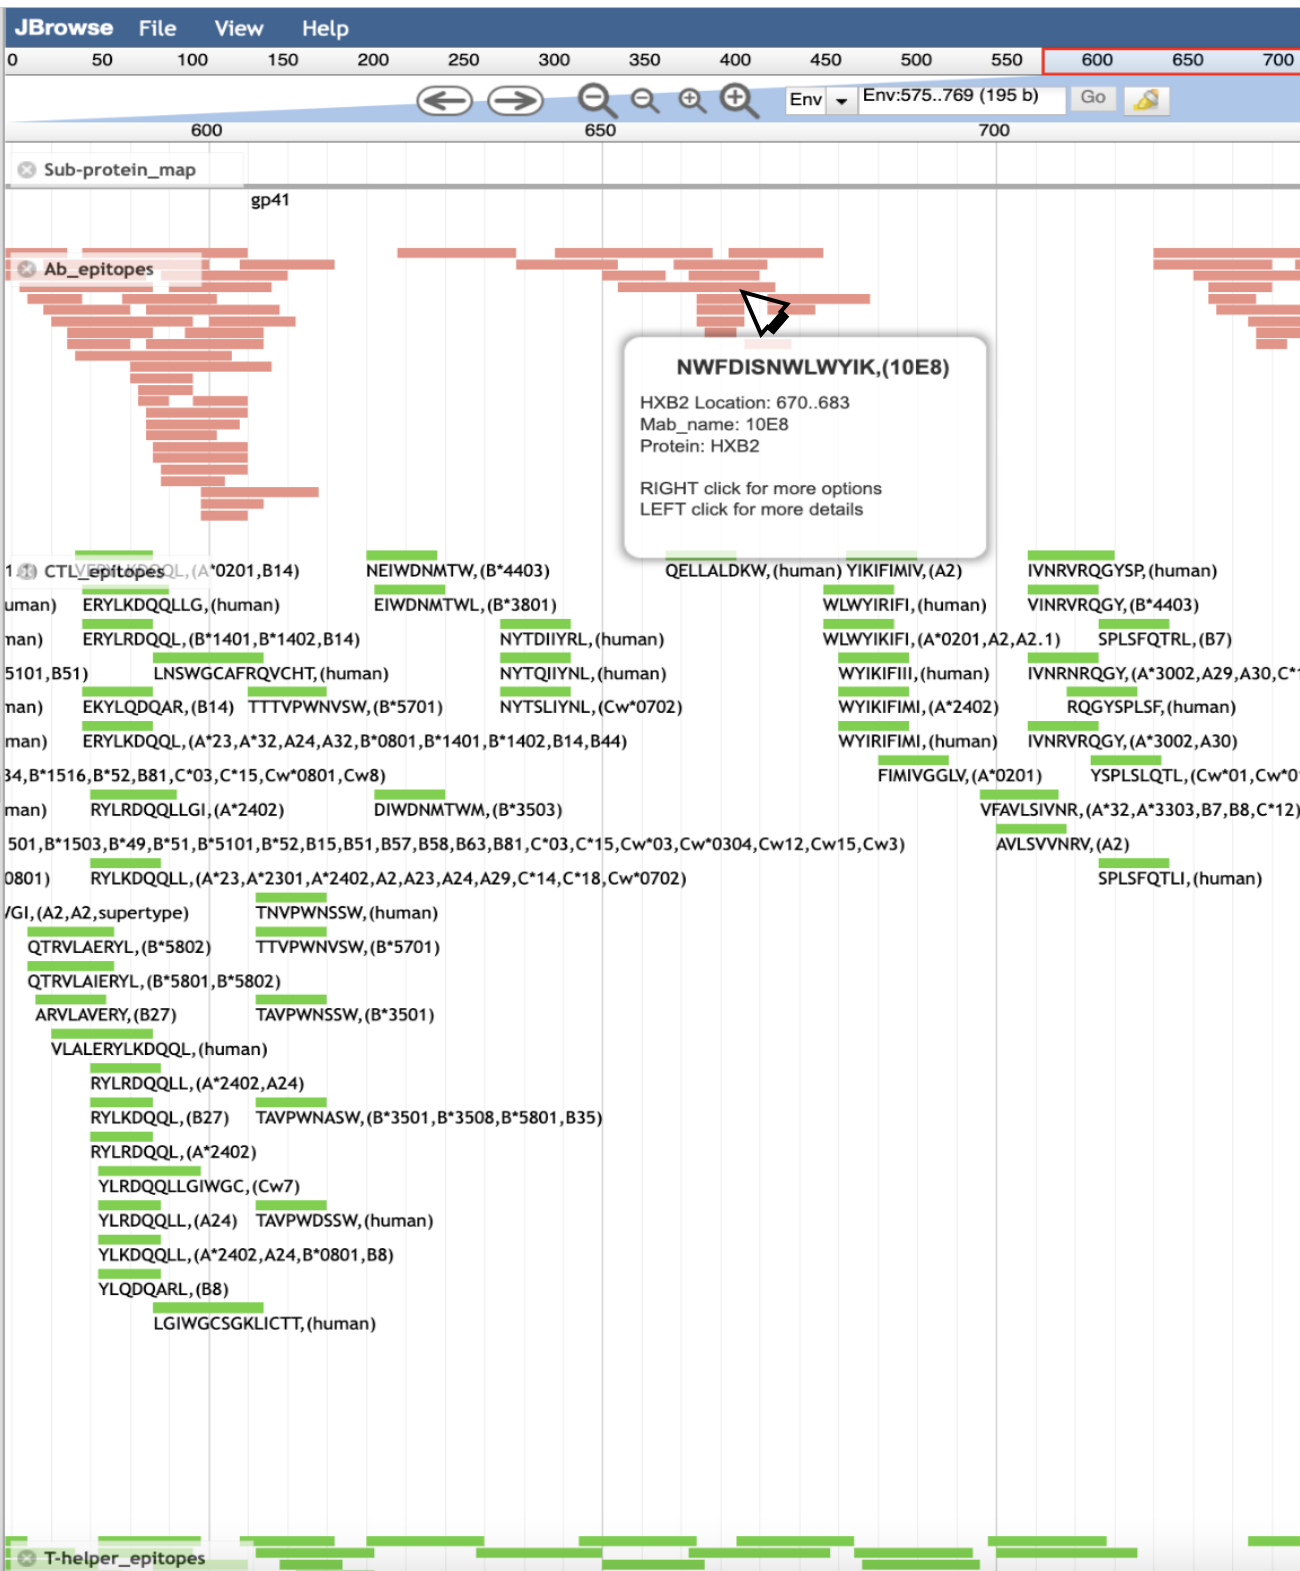 JBrowse File View Help
0 50 100 150 200 250 300 350 400 450 500 550 600 650 700
Env Env:575..769 (195 b) Go
600 650 700
Sub-protein_map
gp41
Ab_epitopes
NWFDISNWLWYIK,(10E8)
HXB2 Location: 670..683
Mab_name: 10E8
Protein: HXB2
RIGHT click for more options
LEFT click for more details
CTL_epitopes *0201,B14) NEIWDNMTW,(B*4403) QELLALDKW,(human) YIKIFIMIV,(A2) IVNRVRQGYSP,(human)
uman) ERYLKDQQLLG,(human) EIWDNMTWL,(B*3801) WLWYIRIFI,(human) VINRVRQGY,(B*4403)
man) ERYLRDQQL,(B*1401,B*1402,B14) NYTDIIYRL,(human) WLWYIKIFI,(A*0201,A2,A2.1) SPLSFQTRL,(B7)
5101,B51) LNSWGCAFRQVCHT,(human) NYTQIIYNL,(human) WYIKIFIII,(human) IVNRNRQGY,(A*3002,A29,A30,C*1
man) EKYLQDQAR,(B14) TTTVPWNVSW,(B*5701) NYTSLIYNL,(Cw*0702) WYIKIFIMI,(A*2402) RQGYSPLSF,(human)
man) ERYLKDQQL,(A*23,A*32,A24,A32,B*0801,B*1401,B*1402,B14,B44) WYIRIFIMI,(human) IVNRVRQGY,(A*3002,A30)
34,B*1516,B*52,B81,C*03,C*15,Cw*0801,Cw8) FIMIVGGLV,(A*0201) YSPLSLQTL,(Cw*01,Cw*0
man) RYLRDQQLLGI,(A*2402) DIWDNMTWM,(B*3503) VFAVLSIVNR,(A*32,A*3303,B7,B8,C*12)
501,B*1503,B*49,B*51,B*5101,B*52,B15,B51,B57,B58,B63,B81,C*03,C*15,Cw*03,Cw*0304,Cw12,Cw15,Cw3) AVLSVVNRV,(A2)
0801) RYLKDQQLL,(A*23,A*2301,A*2402,A2,A23,A24,A29,C*14,C*18,Cw*0702) SPLSFQTLI,(human)
VGI,(A2,A2,supertype) TNVPWNSSW,(human)
QTRVLAERYL,(B*5802) TTVPWNVSW,(B*5701)
QTRVLAIERYL,(B*5801,B*5802)
ARVLAVERY,(B27) TAVPWNSSW,(B*3501)
VLALERYLKDQQL,(human)
RYLRDQQLL,(A*2402,A24)
RYLKDQQL,(B27) TAVPWNASW,(B*3501,B*3508,B*5801,B35)
RYLRDQQL,(A*2402)
YLRDQQLLGIWGC,(Cw7)
YLRDQQLL,(A24) TAVPWDSSW,(human)
YLKDQQLL,(A*2402,A24,B*0801,B8)
YLQDQARL,(B8)
LGIWGCSGKLICTT,(human)
T-helper_epitopes